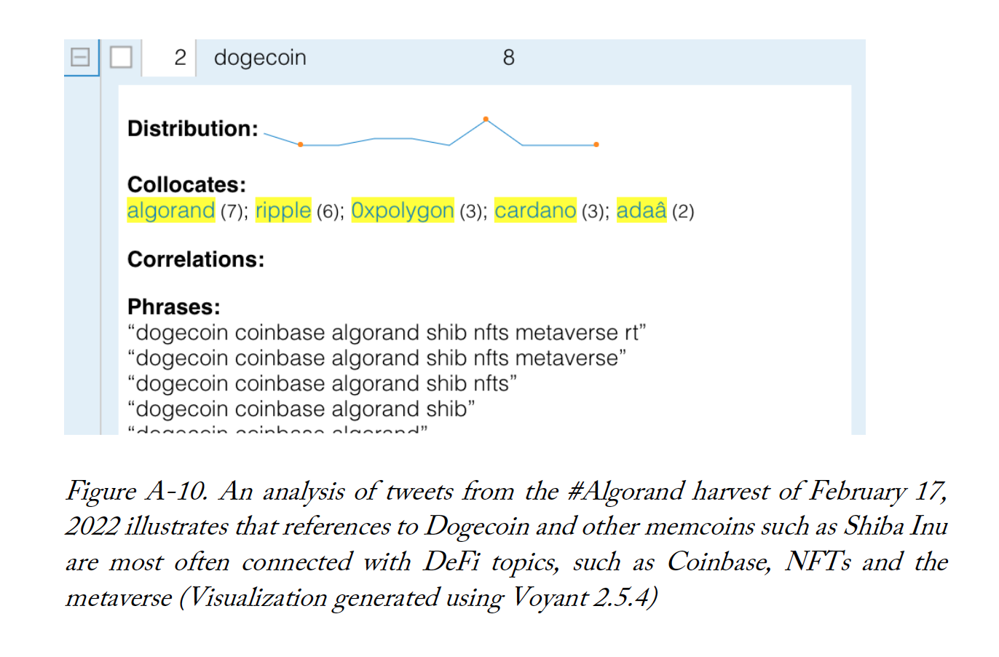 2 dogecoin 8
Distribution:
Collocates:
algorand (7); ripple (6); 0xpolygon (3); cardano (3); adaâ (2)
Correlations:
Phrases:
“dogecoin coinbase algorand shib nfts metaverse rt”
“dogecoin coinbase algorand shib nfts metaverse”
“dogecoin coinbase algorand shib nfts”
“dogecoin coinbase algorand shib”
“dogecoin coinbase algorand”
Figure A-10. An analysis of tweets from the #Algorand harvest of February 17,
2022 illustrates that references to Dogecoin and other memcoins such as Shiba Inu
are most often connected with DeFi topics, such as Coinbase, NFTs and the
metaverse (Visualization generated using Voyant 2.5.4)